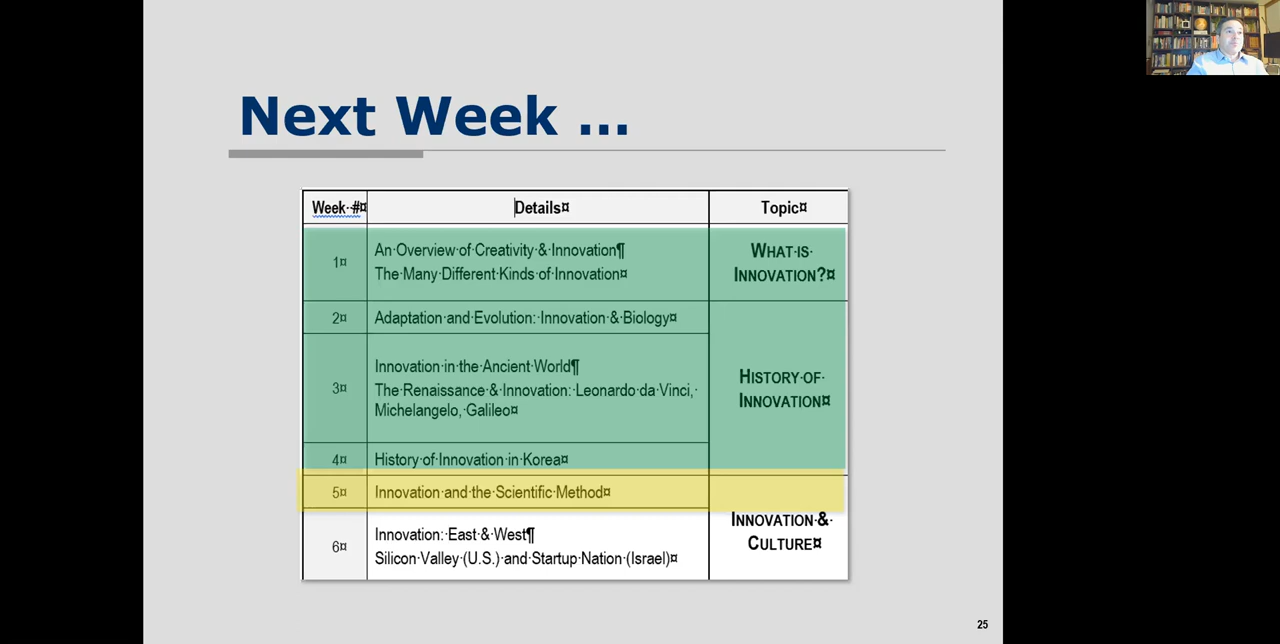 Next Week ...
Week·#¤
Details¤
Topic¤
1¤
An·Overview·of·Creativity·&·Innovation¶
The·Many·Different·Kinds·of·Innovation¤
WHAT·IS·
INNOVATION?¤
2¤
Adaptation·and·Evolution:·Innovation·&·Biology¤
3¤
Innovation·in·the·Ancient·World¶
The·Renaissance·&·Innovation:·Leonardo·da·Vinci,·
Michelangelo,·Galileo¤
HISTORY·OF·
INNOVATION¤
4¤
History·of·Innovation·in·Korea¤
5¤
Innovation·and·the·Scientific·Method¤
6¤
Innovation:·East·&·West¶
Silicon·Valley·(U.S.)·and·Startup·Nation·(Israel)¤
INNOVATION·&·
CULTURE¤
25